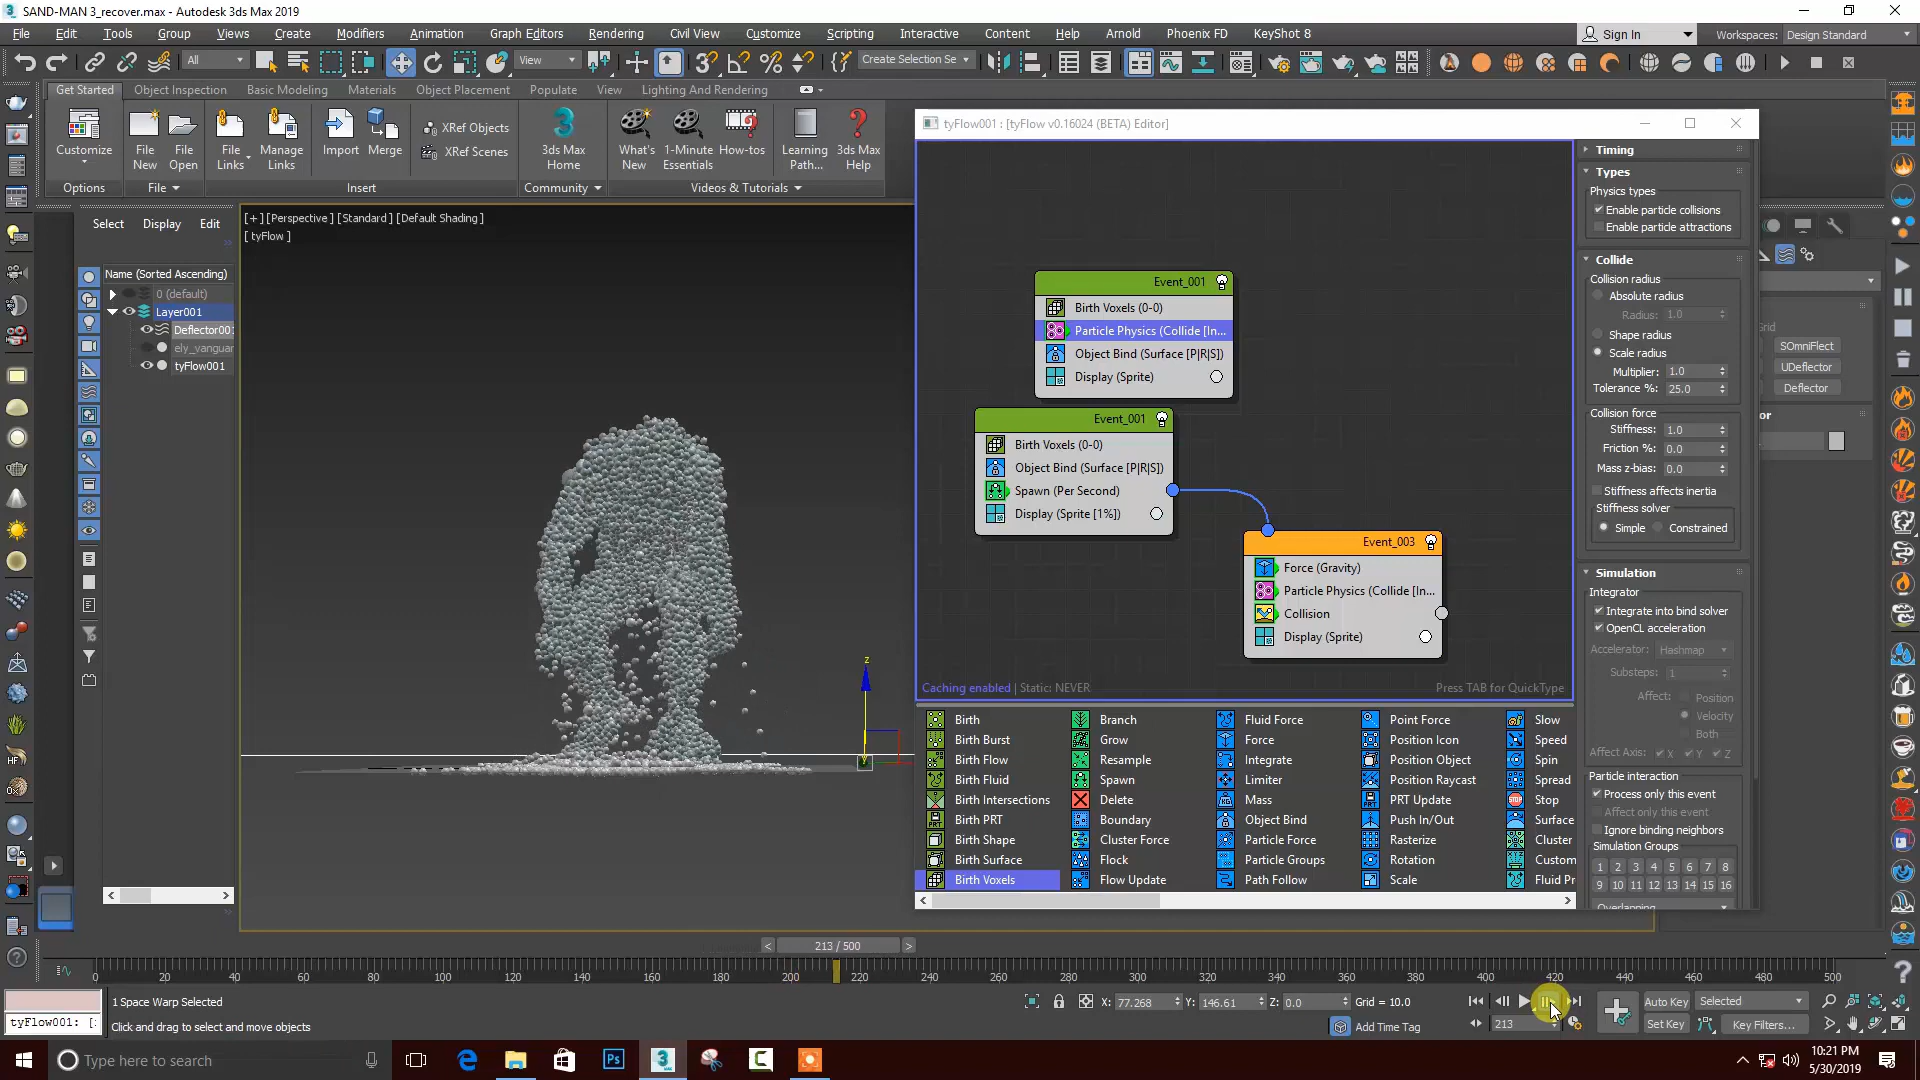 SAND-MAN 3_recover.max - Autodesk 3ds Max 2019
File Edit Tools Group Views Create Modifiers Animation Graph Editors Rendering Civil View Customize Scripting Interactive Content Help Arnold Phoenix FD KeyShot 8 Sign In Workspaces: Design Standard
All View Create Selection Se
Get Started Object Inspection Basic Modeling Materials Object Placement Populate View Lighting And Rendering
Customize File New File Open File Links Manage Links Import Merge XRef Objects XRef Scenes 3ds Max Home What's New 1-Minute Essentials How-tos Learning Path... 3ds Max Help
Options File Insert Community Videos & Tutorials
Select Display Edit
Name (Sorted Ascending)
0 (default)
Layer001
Deflector001
ely_vanguar
tyFlow001
[+] [Perspective ] [Standard ] [Default Shading ]
[ tyFlow ]
z
tyFlow001 : [tyFlow v0.16024 (BETA) Editor]
Event_001
Birth Voxels (0-0)
Particle Physics (Collide [In...
Object Bind (Surface [P|R|S])
Display (Sprite)
Event_001
Birth Voxels (0-0)
Object Bind (Surface [P|R|S])
Spawn (Per Second)
Display (Sprite [1%])
Event_003
Force (Gravity)
Particle Physics (Collide [In...
Collision
Display (Sprite)
Caching enabled | Static: NEVER Press TAB for QuickType
Birth Branch Fluid Force Point Force Slow
Birth Burst Grow Force Position Icon Speed
Birth Flow Resample Integrate Position Object Spin
Birth Fluid Spawn Limiter Position Raycast Spread
Birth Intersections Delete Mass PRT Update Stop
Birth PRT Boundary Object Bind Push In/Out Surface
Birth Shape Cluster Force Particle Force Rasterize Cluster
Birth Surface Flock Particle Groups Rotation Custom
Birth Voxels Flow Update Path Follow Scale Fluid Pr
Timing
Types
Physics types
Enable particle collisions
Enable particle attractions
Collide
Collision radius
Absolute radius
Radius: 1.0
Shape radius
Scale radius
Multiplier: 1.0
Tolerance %: 25.0
Collision force
Stiffness: 1.0
Friction %: 0.0
Mass z-bias: 0.0
Stiffness affects inertia
Stiffness solver
Simple Constrained
Simulation
Integrator
Integrate into bind solver
OpenCL acceleration
Accelerator: Hashmap
Substeps: 1
Affect: Position
Velocity
Both
Affect Axis: X Y Z
Particle interaction
Process only this event
Affect only this event
Ignore binding neighbors
Simulation Groups
1 2 3 4 5 6 7 8
9 10 11 12 13 14 15 16
Overlapping
Grid
SOmniFlect
UDeflector
Deflector
or
213 / 500
0 20 40 60 80 100 120 140 160 180 200 220 240 260 280 300 320 340 360 380 400 420 440 460 480 500
1 Space Warp Selected
tyFlow001: [:
Click and drag to select and move objects
X: 77.268 Y: 146.61 Z: 0.0 Grid = 10.0
Add Time Tag
213
Auto Key Selected
Set Key Key Filters...
Type here to search
Ps
10:21 PM
5/30/2019